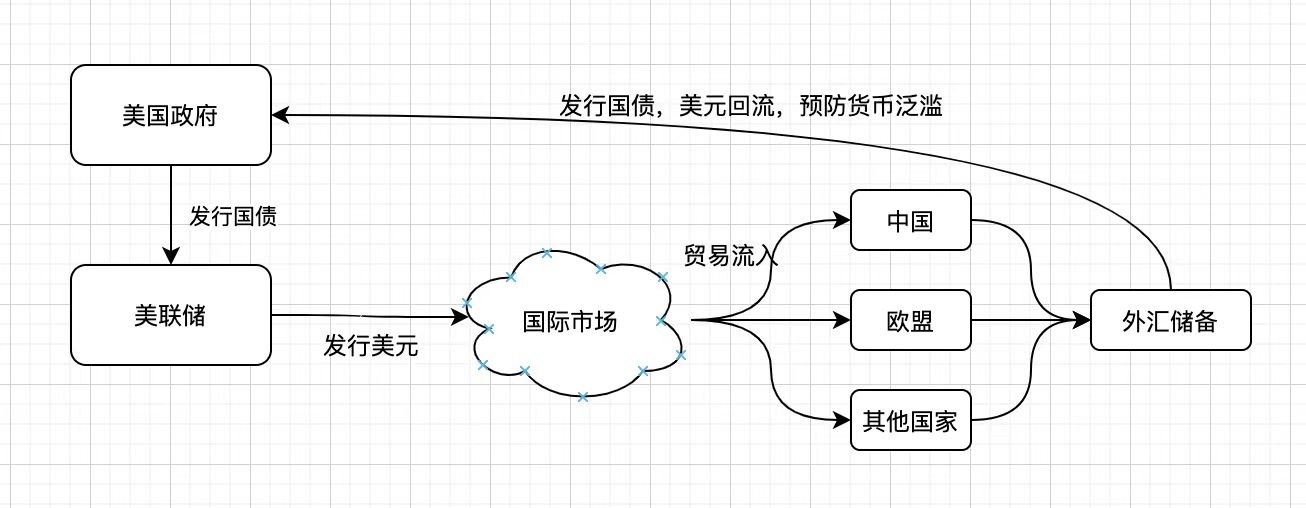 发行国债，美元回流，预防货币泛滥
美国政府
发行国债
中国
贸易流入
美联储
发行美元
国际市场
欧盟
外汇储备
其他国家